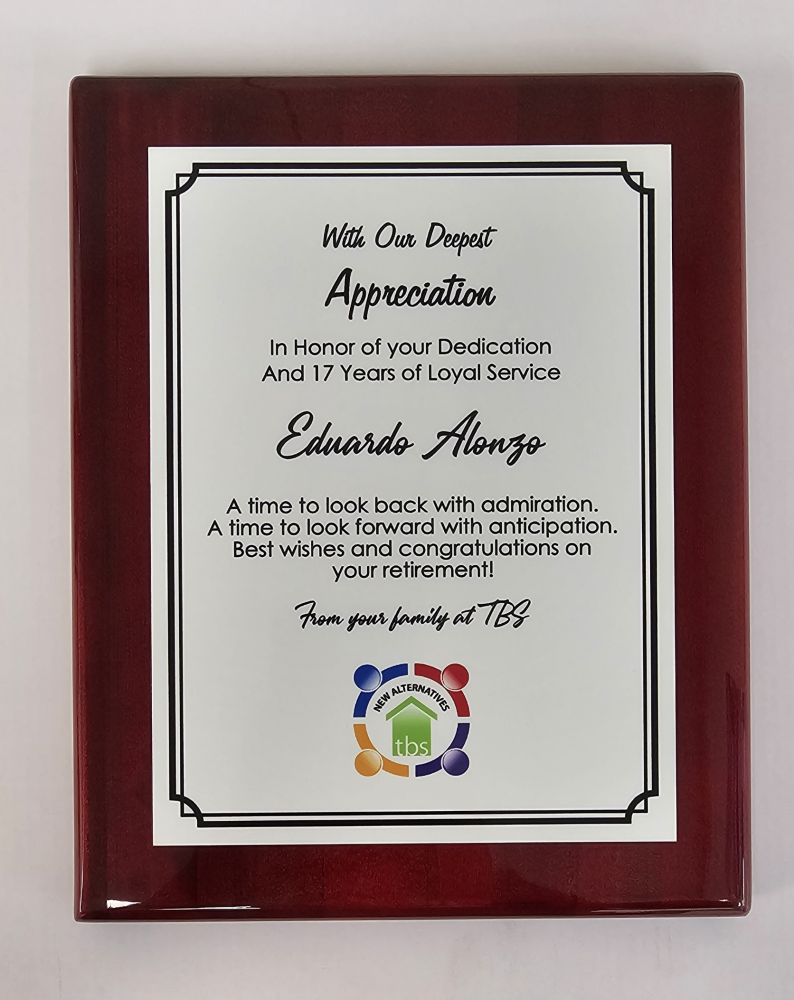 With Our Deepest
Appreciation
In Honor of your Dedication
And 17 Years of Loyal Service
Eduardo Alonzo
A time to look back with admiration.
A time to look forward with anticipation.
Best wishes and congratulations on
your retirement!
From your family at TBS
NEW ALTERNATIVES
tbs